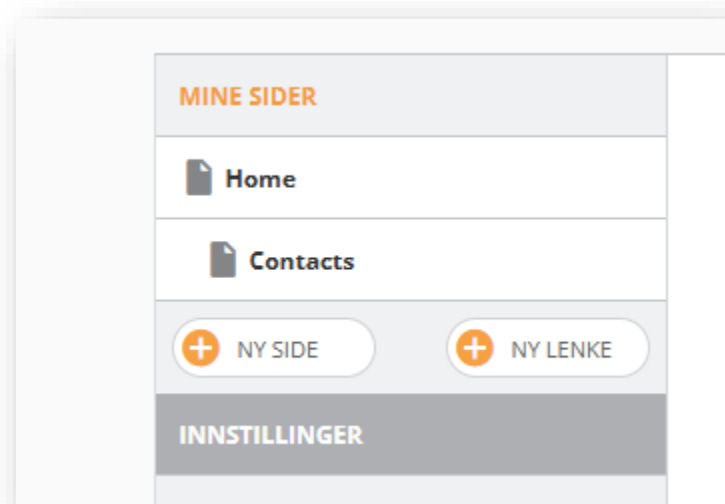 MINE SIDER
Home
Contacts
NY SIDE NY LENKE
INNSTILLINGER